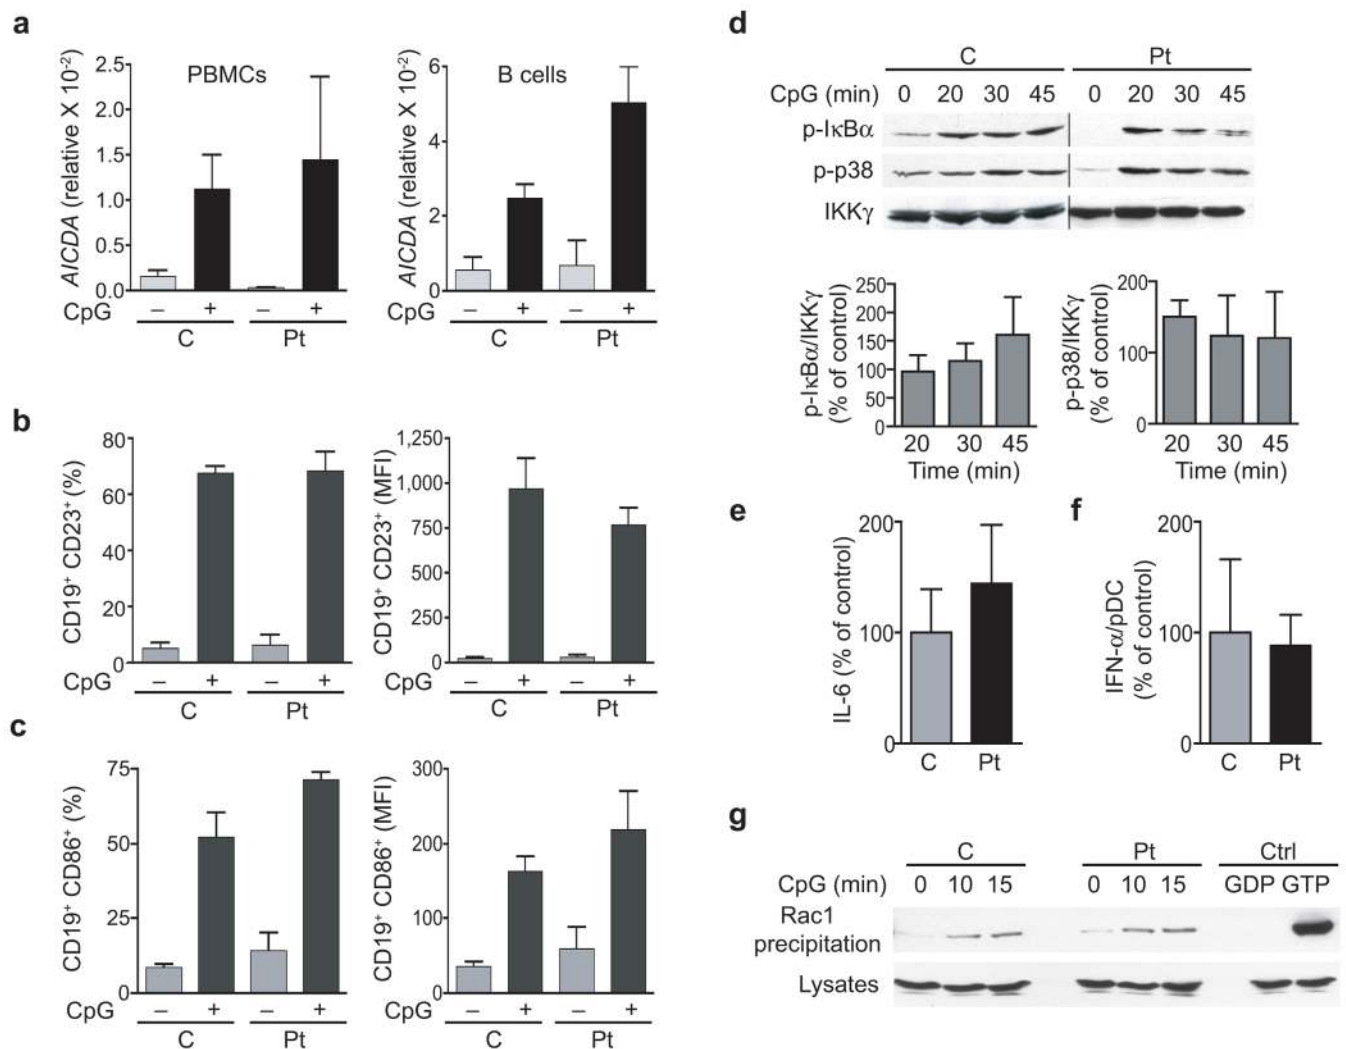 a
PBMCs
AICDA (relative X 10⁻²)
2.5
2.0
1.5
1.0
0.5
0.0
CpG – + – +
C Pt
B cells
AICDA (relative X 10⁻²)
6
4
2
0
CpG – + – +
C Pt
b
CD19⁺ CD23⁺ (%)
80
60
40
20
0
CpG – + – +
C Pt
CD19⁺ CD23⁺ (MFI)
1,250
1,000
750
500
250
0
CpG – + – +
C Pt
c
CD19⁺ CD86⁺ (%)
75
50
25
0
CpG – + – +
C Pt
CD19⁺ CD86⁺ (MFI)
300
200
100
0
CpG – + – +
C Pt
d
C Pt
CpG (min) 0 20 30 45 0 20 30 45
p-IκBα
p-p38
IKKγ
p-IκBα/IKKγ
(% of control)
250
200
150
100
50
0
20 30 45
Time (min)
p-p38/IKKγ
(% of control)
200
100
0
20 30 45
Time (min)
e
IL-6 (% of control)
200
100
0
C Pt
f
IFN-α/pDC
(% of control)
200
100
0
C Pt
g
C Pt Ctrl
CpG (min) 0 10 15 0 10 15 GDP GTP
Rac1
precipitation
Lysates